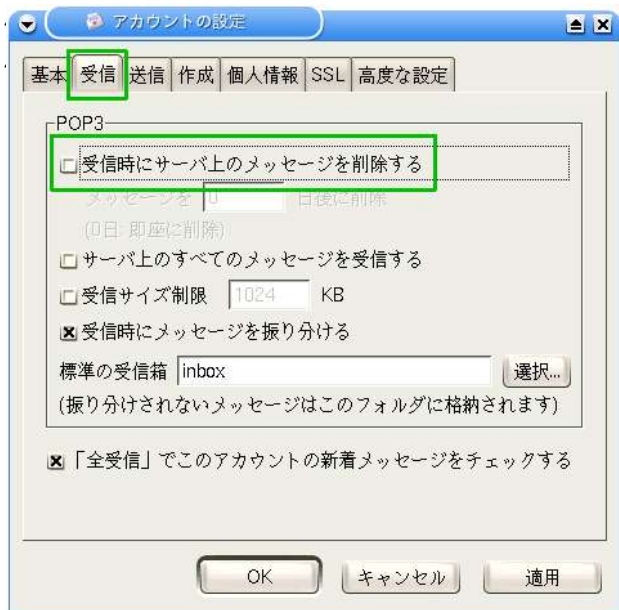 アカウントの設定
基本 受信 送信 作成 個人情報 SSL 高度な設定
POP3
受信時にサーバ上のメッセージを削除する
メッセージを 0 日後に削除
(0日: 即座に削除)
サーバ上のすべてのメッセージを受信する
受信サイズ制限 1024 KB
受信時にメッセージを振り分ける
標準の受信箱 inbox 選択...
(振り分けされないメッセージはこのフォルダに格納されます)
「全受信」でこのアカウントの新着メッセージをチェックする
OK キャンセル 適用